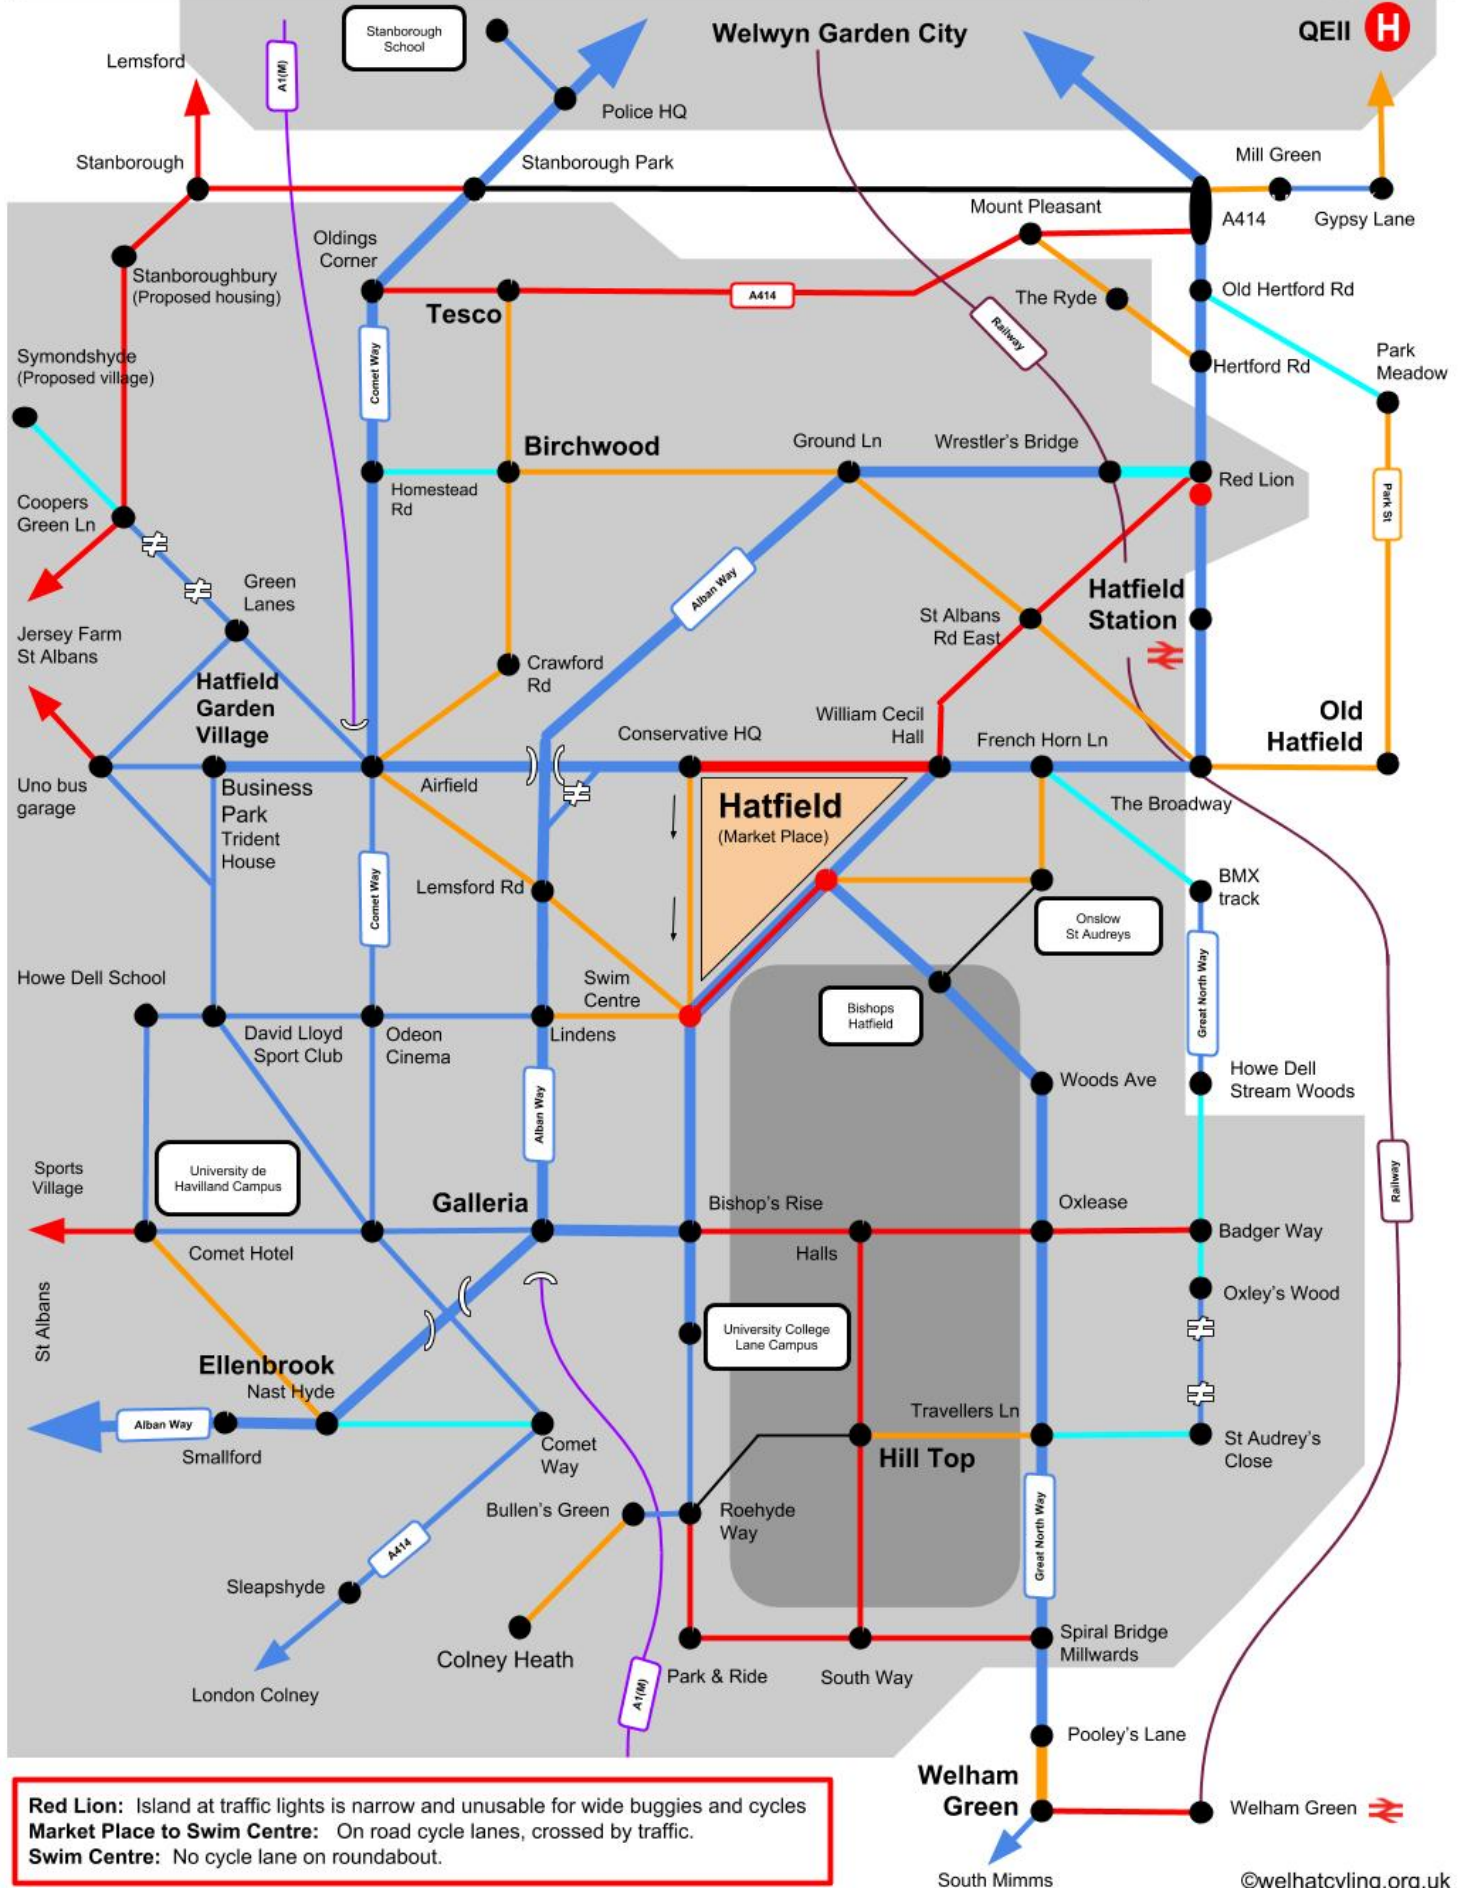 Stanborough
School
Welwyn Garden City
QEII
H
Lemsford
A1(M)
Police HQ
Stanborough
Stanborough Park
Mill Green
Mount Pleasant
A414
Gypsy Lane
Oldings
Corner
Stanboroughbury
(Proposed housing)
Tesco
A414
The Ryde
Old Hertford Rd
Railway
Symondshyde
(Proposed village)
Comet Way
Hertford Rd
Park
Meadow
Birchwood
Ground Ln
Wrestler's Bridge
Red Lion
Homestead
Rd
Coopers
Green Ln
Park St
Green
Lanes
Alban Way
Hatfield
Station
St Albans
Rd East
Jersey Farm
St Albans
Crawford
Rd
Hatfield
Garden
Village
William Cecil
Hall
Conservative HQ
French Horn Ln
Old
Hatfield
Uno bus
garage
Business
Park
Trident
House
Airfield
Hatfield
(Market Place)
The Broadway
Comet Way
Lemsford Rd
BMX
track
Onslow
St Audreys
Howe Dell School
Swim
Centre
Bishops
Hatfield
Great North Way
David Lloyd
Sport Club
Odeon
Cinema
Lindens
Alban Way
Woods Ave
Howe Dell
Stream Woods
Sports
Village
University de
Havilland Campus
Galleria
Bishop's Rise
Oxlease
Railway
Comet Hotel
Halls
Badger Way
Oxley's Wood
St Albans
University College
Lane Campus
Ellenbrook
Nast Hyde
Alban Way
Smallford
Comet
Way
Travellers Ln
Hill Top
St Audrey's
Close
Bullen's Green
Roehyde
Way
A414
Great North Way
Sleapshyde
Colney Heath
Spiral Bridge
Millwards
London Colney
A1(M)
Park & Ride
South Way
Pooley's Lane
Welham
Green
Welham Green
South Mimms
Red Lion: Island at traffic lights is narrow and unusable for wide buggies and cycles
Market Place to Swim Centre: On road cycle lanes, crossed by traffic.
Swim Centre: No cycle lane on roundabout.
©welhatcyling.org.uk